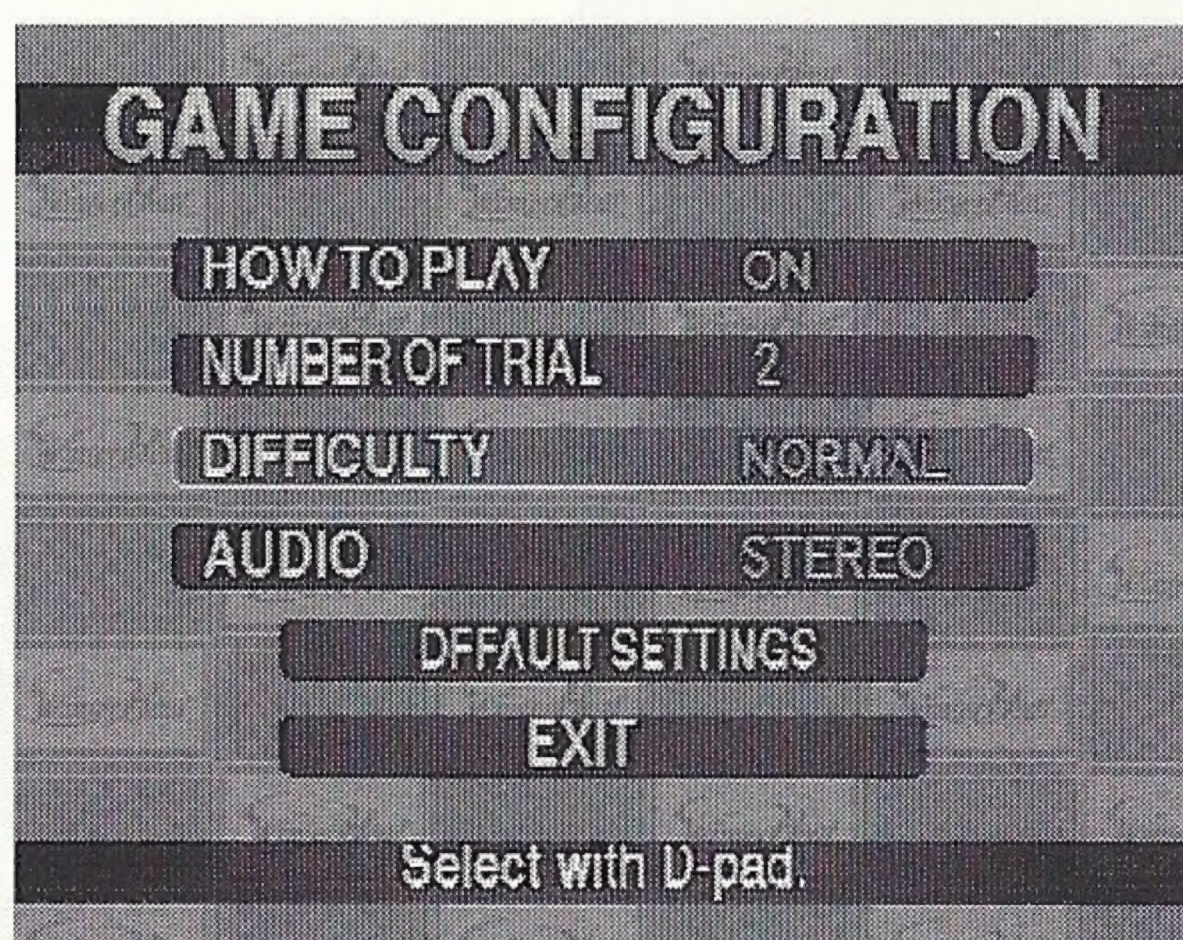 GAME CONFIGURATION
HOW TO PLAY ON
NUMBER OF TRIAL 2
DIFFICULTY NORMAL
AUDIO STEREO
DEFAULT SETTINGS
EXIT
Select with D-pad.